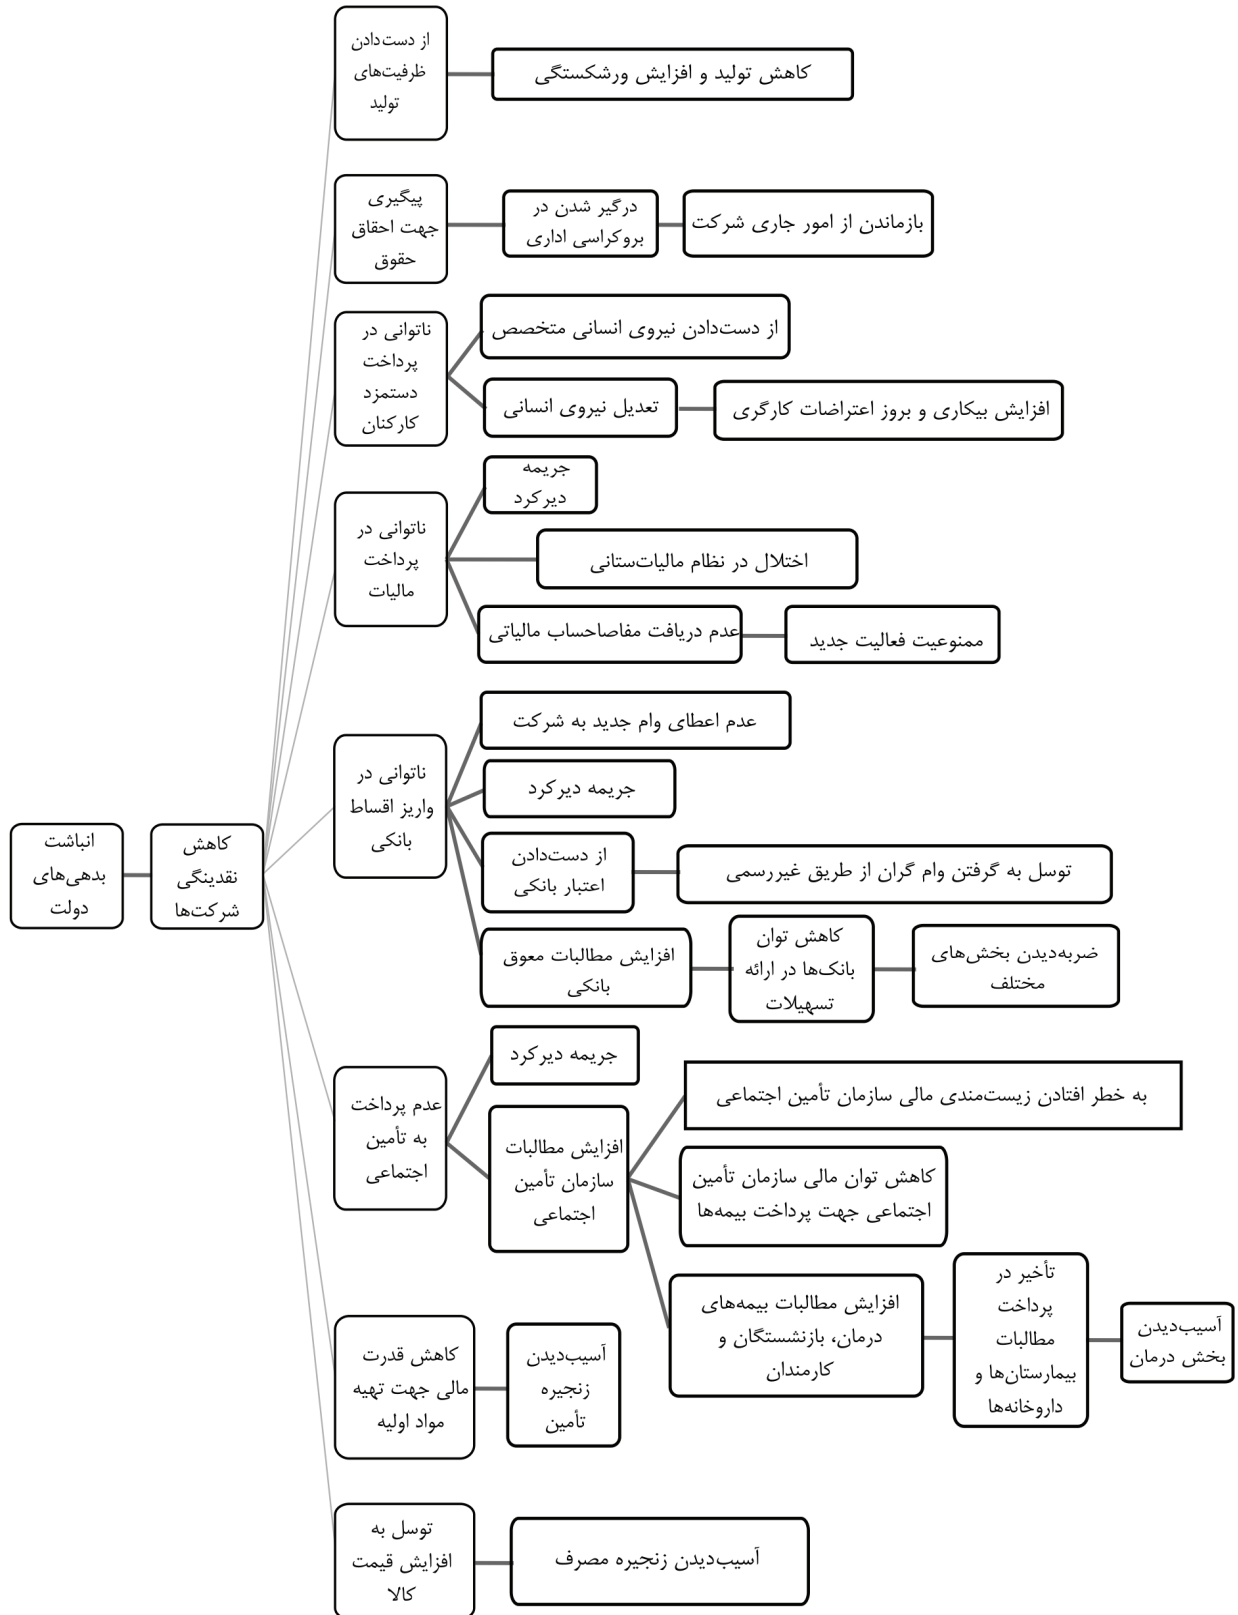 انباشت
بدهی‌های
دولت
کاهش
نقدینگی
شرکت‌ها
از دست‌دادن
ظرفیت‌های
تولید
کاهش تولید و افزایش ورشکستگی
پیگیری
جهت احقاق
حقوق
درگیر شدن در
بروکراسی اداری
بازماندن از امور جاری شرکت
ناتوانی در
پرداخت
دستمزد
کارکنان
از دست‌دادن نیروی انسانی متخصص
تعدیل نیروی انسانی
افزایش بیکاری و بروز اعتراضات کارگری
ناتوانی در
پرداخت
مالیات
جریمه
دیرکرد
اختلال در نظام مالیات‌ستانی
عدم دریافت مفاصاحساب مالیاتی
ممنوعیت فعالیت جدید
ناتوانی در
واریز اقساط
بانکی
عدم اعطای وام جدید به شرکت
جریمه دیرکرد
از دست‌دادن
اعتبار بانکی
توسل به گرفتن وام گران از طریق غیررسمی
افزایش مطالبات معوق
بانکی
کاهش توان
بانک‌ها در ارائه
تسهیلات
ضربه‌دیدن بخش‌های
مختلف
عدم پرداخت
به تأمین
اجتماعی
جریمه دیرکرد
افزایش مطالبات
سازمان تأمین
اجتماعی
به خطر افتادن زیست‌مندی مالی سازمان تأمین اجتماعی
کاهش توان مالی سازمان تأمین
اجتماعی جهت پرداخت بیمه‌ها
افزایش مطالبات بیمه‌های
درمان، بازنشستگان و
کارمندان
تأخیر در
پرداخت
مطالبات
بیمارستان‌ها و
داروخانه‌ها
آسیب‌دیدن
بخش درمان
کاهش قدرت
مالی جهت تهیه
مواد اولیه
آسیب‌دیدن
زنجیره
تأمین
توسل به
افزایش قیمت
کالا
آسیب‌دیدن زنجیره مصرف